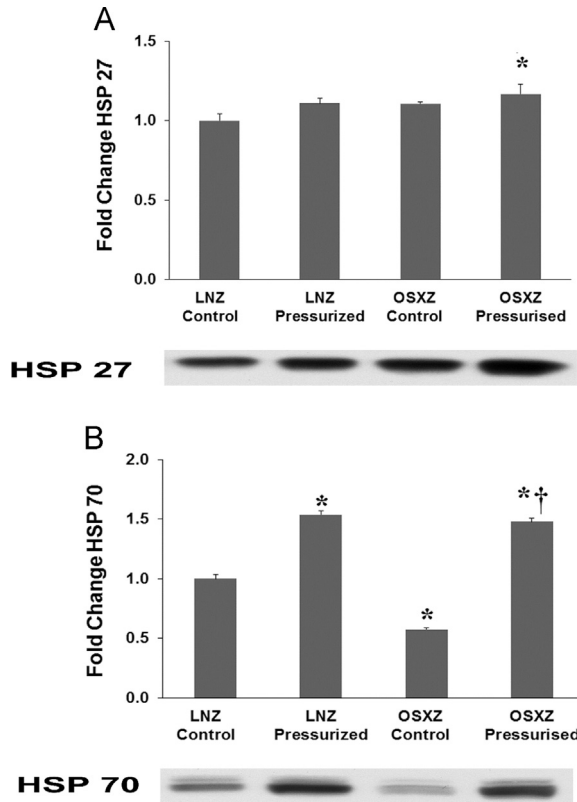 A
Fold Change HSP 27
1.5
1.0
0.5
0.0
*
LNZ LNZ OSXZ OSXZ
Control Pressurized Control Pressurised
HSP 27
B
Fold Change HSP 70
2.0
1.5
1.0
0.5
0.0
* * *†
LNZ LNZ OSXZ OSXZ
Control Pressurized Control Pressurised
HSP 70